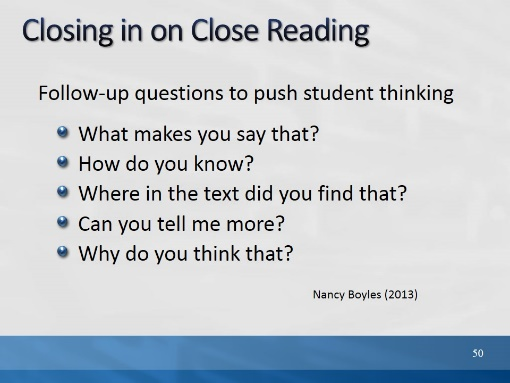 Closing in on Close Reading
Follow-up questions to push student thinking
What makes you say that?
How do you know?
Where in the text did you find that?
Can you tell me more?
Why do you think that?
Nancy Boyles (2013)
50